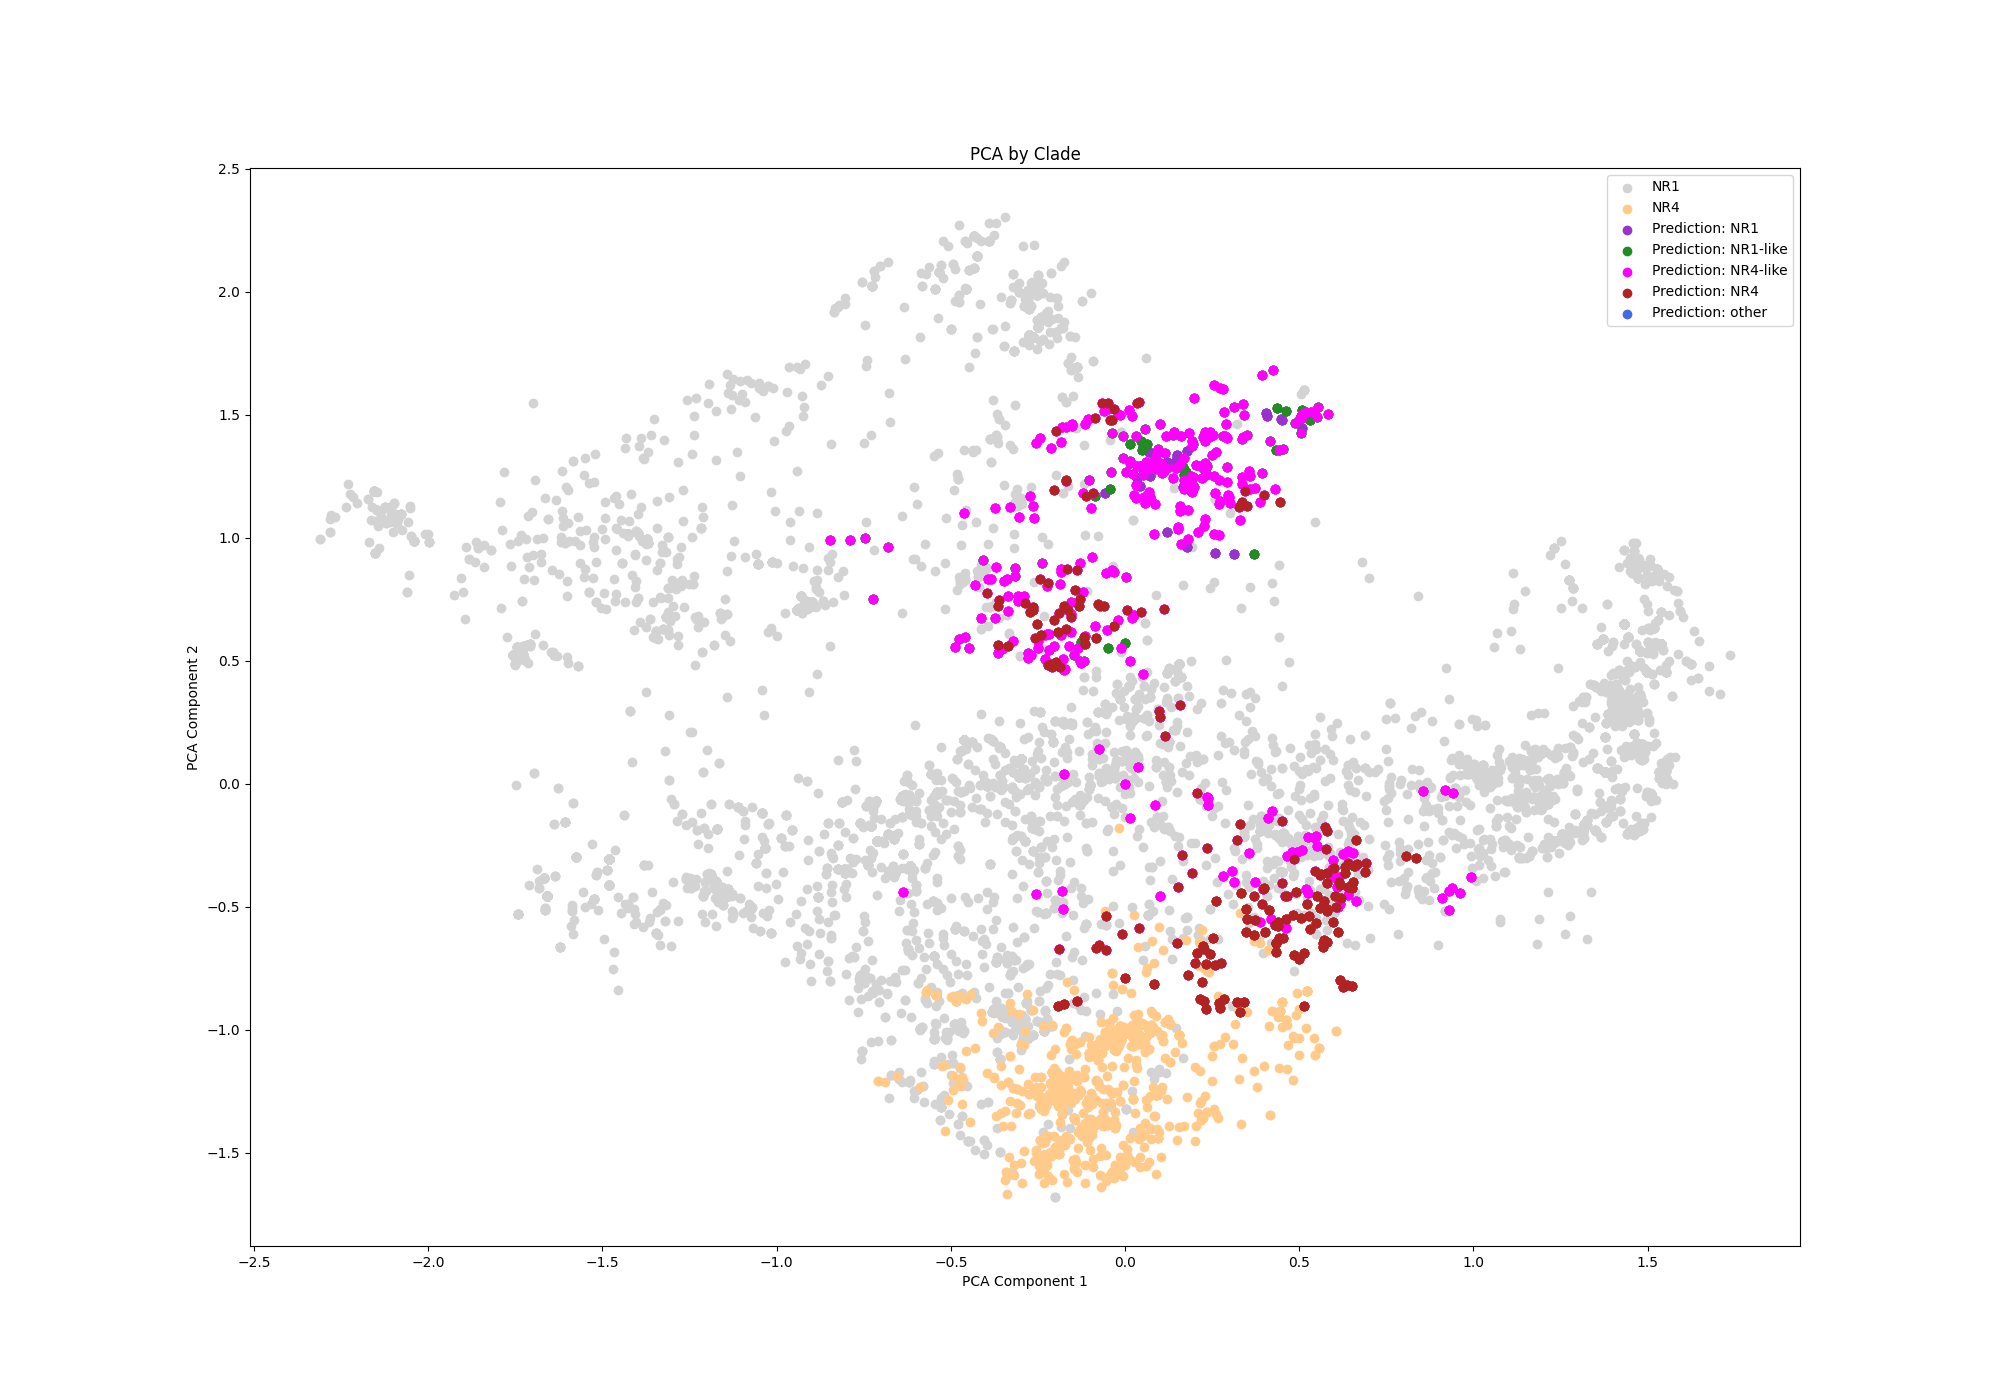 PCA by Clade
2.5
2.0
1.5
1.0
0.5
0.0
−0.5
−1.0
−1.5
PCA Component 2
NR1
NR4
Prediction: NR1
Prediction: NR1-like
Prediction: NR4-like
Prediction: NR4
Prediction: other
−2.5 −2.0 −1.5 −1.0 −0.5 0.0 0.5 1.0 1.5
PCA Component 1